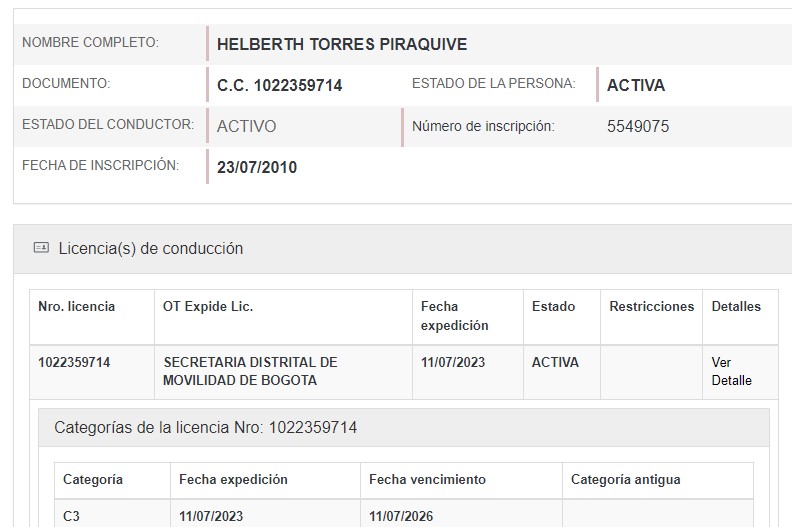 NOMBRE COMPLETO: HELBERTH TORRES PIRAQUIVE
DOCUMENTO: C.C. 1022359714 ESTADO DE LA PERSONA: ACTIVA
ESTADO DEL CONDUCTOR: ACTIVO Número de inscripción: 5549075
FECHA DE INSCRIPCIÓN: 23/07/2010
Licencia(s) de conducción
Nro. licencia OT Expide Lic. Fecha expedición Estado Restricciones Detalles
1022359714 SECRETARIA DISTRITAL DE MOVILIDAD DE BOGOTA 11/07/2023 ACTIVA Ver Detalle
Categorías de la licencia Nro: 1022359714
Categoría Fecha expedición Fecha vencimiento Categoría antigua
C3 11/07/2023 11/07/2026